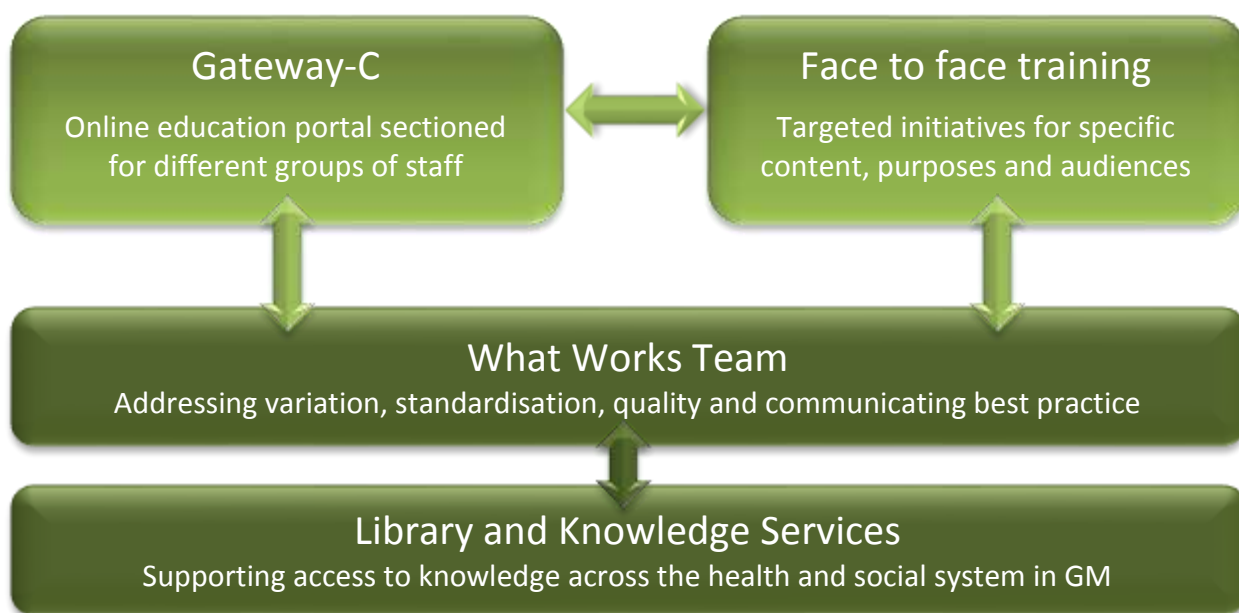 Gateway-C
Online education portal sectioned
for different groups of staff
Face to face training
Targeted initiatives for specific
content, purposes and audiences
What Works Team
Addressing variation, standardisation, quality and communicating best practice
Library and Knowledge Services
Supporting access to knowledge across the health and social system in GM